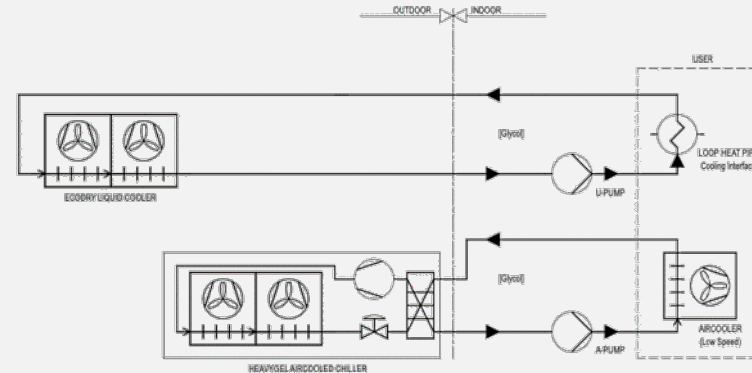 OUTDOOR INDOOR
USER
[Glycol]
LOOP HEAT PIP
Cooling Interfac
U-PUMP
ECODRY LIQUID COOLER
[Glycol]
AIRCOOLER
(Low Speed)
A-PUMP
HEAVYGEL AIRCOOLED CHILLER